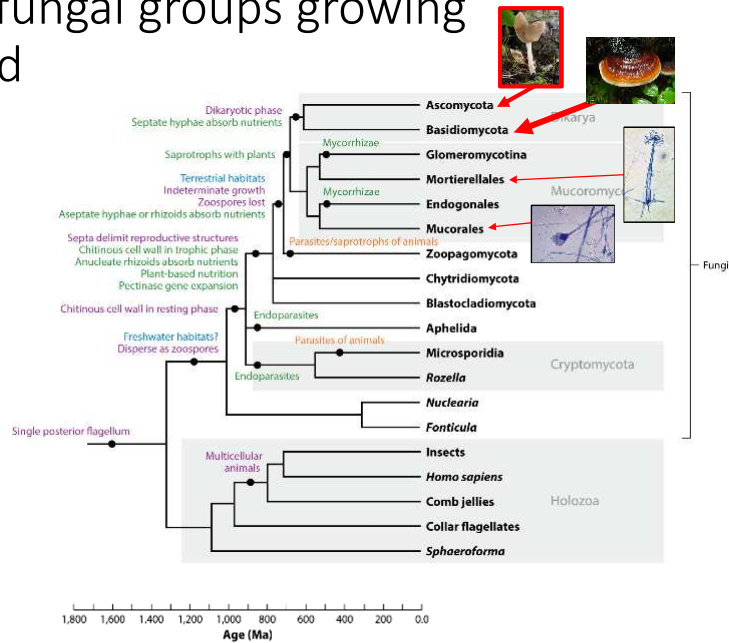 fungal groups growing
d
Dikaryotic phase
Septate hyphae absorb nutrients
Ascomycota
Basidiomycota
Dikarya
Saprotrophs with plants
Mycorrhizae
Glomeromycotina
Mortierellales
Terrestrial habitats
Indeterminate growth
Zoospores lost
Aseptate hyphae or rhizoids absorb nutrients
Mycorrhizae
Endogonales
Mucorales
Mucoromyc
Septa delimit reproductive structures
Chitinous cell wall in trophic phase
Anucleate rhizoids absorb nutrients
Plant-based nutrition
Pectinase gene expansion
Parasites/saprotrophs of animals
Zoopagomycota
Chytridiomycota
Blastocladiomycota
Fungi
Chitinous cell wall in resting phase
Endoparasites
Aphelida
Freshwater habitats?
Disperse as zoospores
Parasites of animals
Microsporidia
Endoparasites
Rozella
Cryptomycota
Nuclearia
Fonticula
Single posterior flagellum
Multicellular
animals
Insects
Homo sapiens
Comb jellies
Collar flagellates
Sphaeroforma
Holozoa
1,800 1,600 1,400 1,200 1,000 800 600 400 200 0.0
Age (Ma)